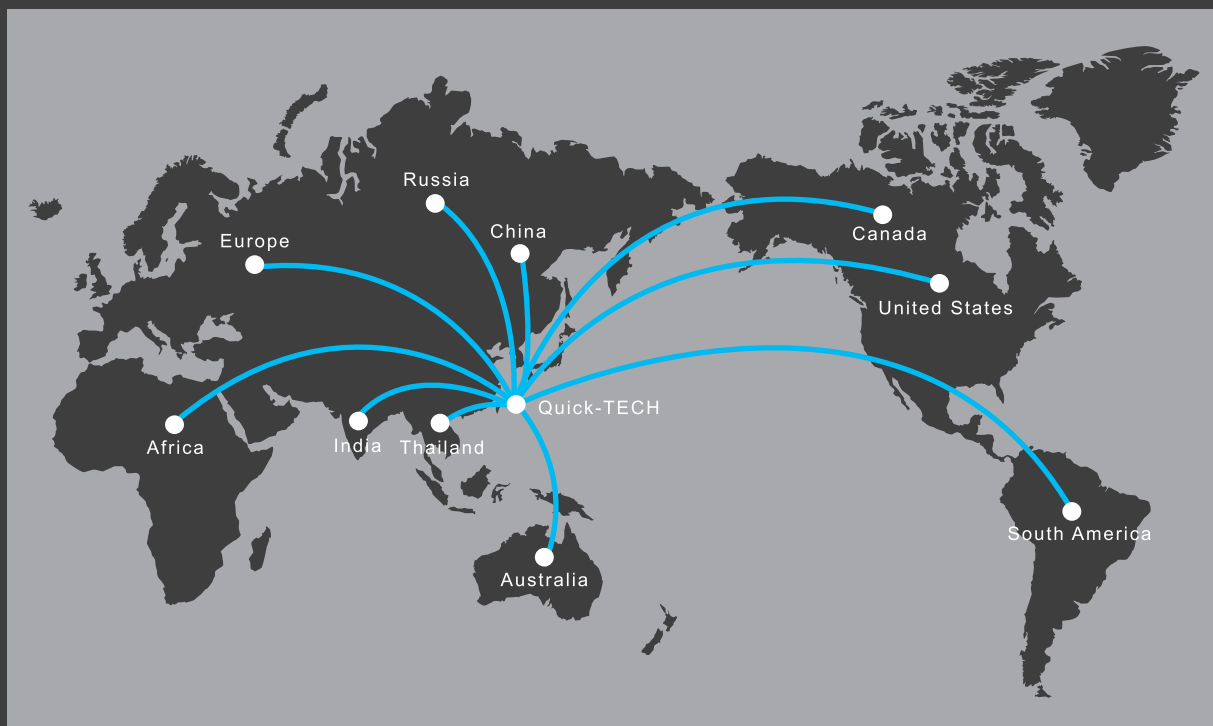 Russia
China
Europe
Canada
United States
Quick-TECH
Africa
India
Thailand
South America
Australia